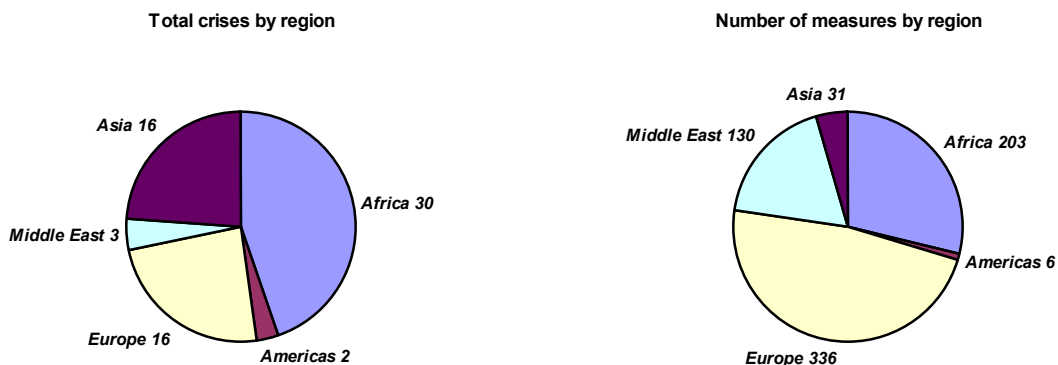 Total crises by region
Asia 16
Africa 30
Middle East 3
Europe 16
Americas 2
Number of measures by region
Asia 31
Middle East 130
Africa 203
Americas 6
Europe 336